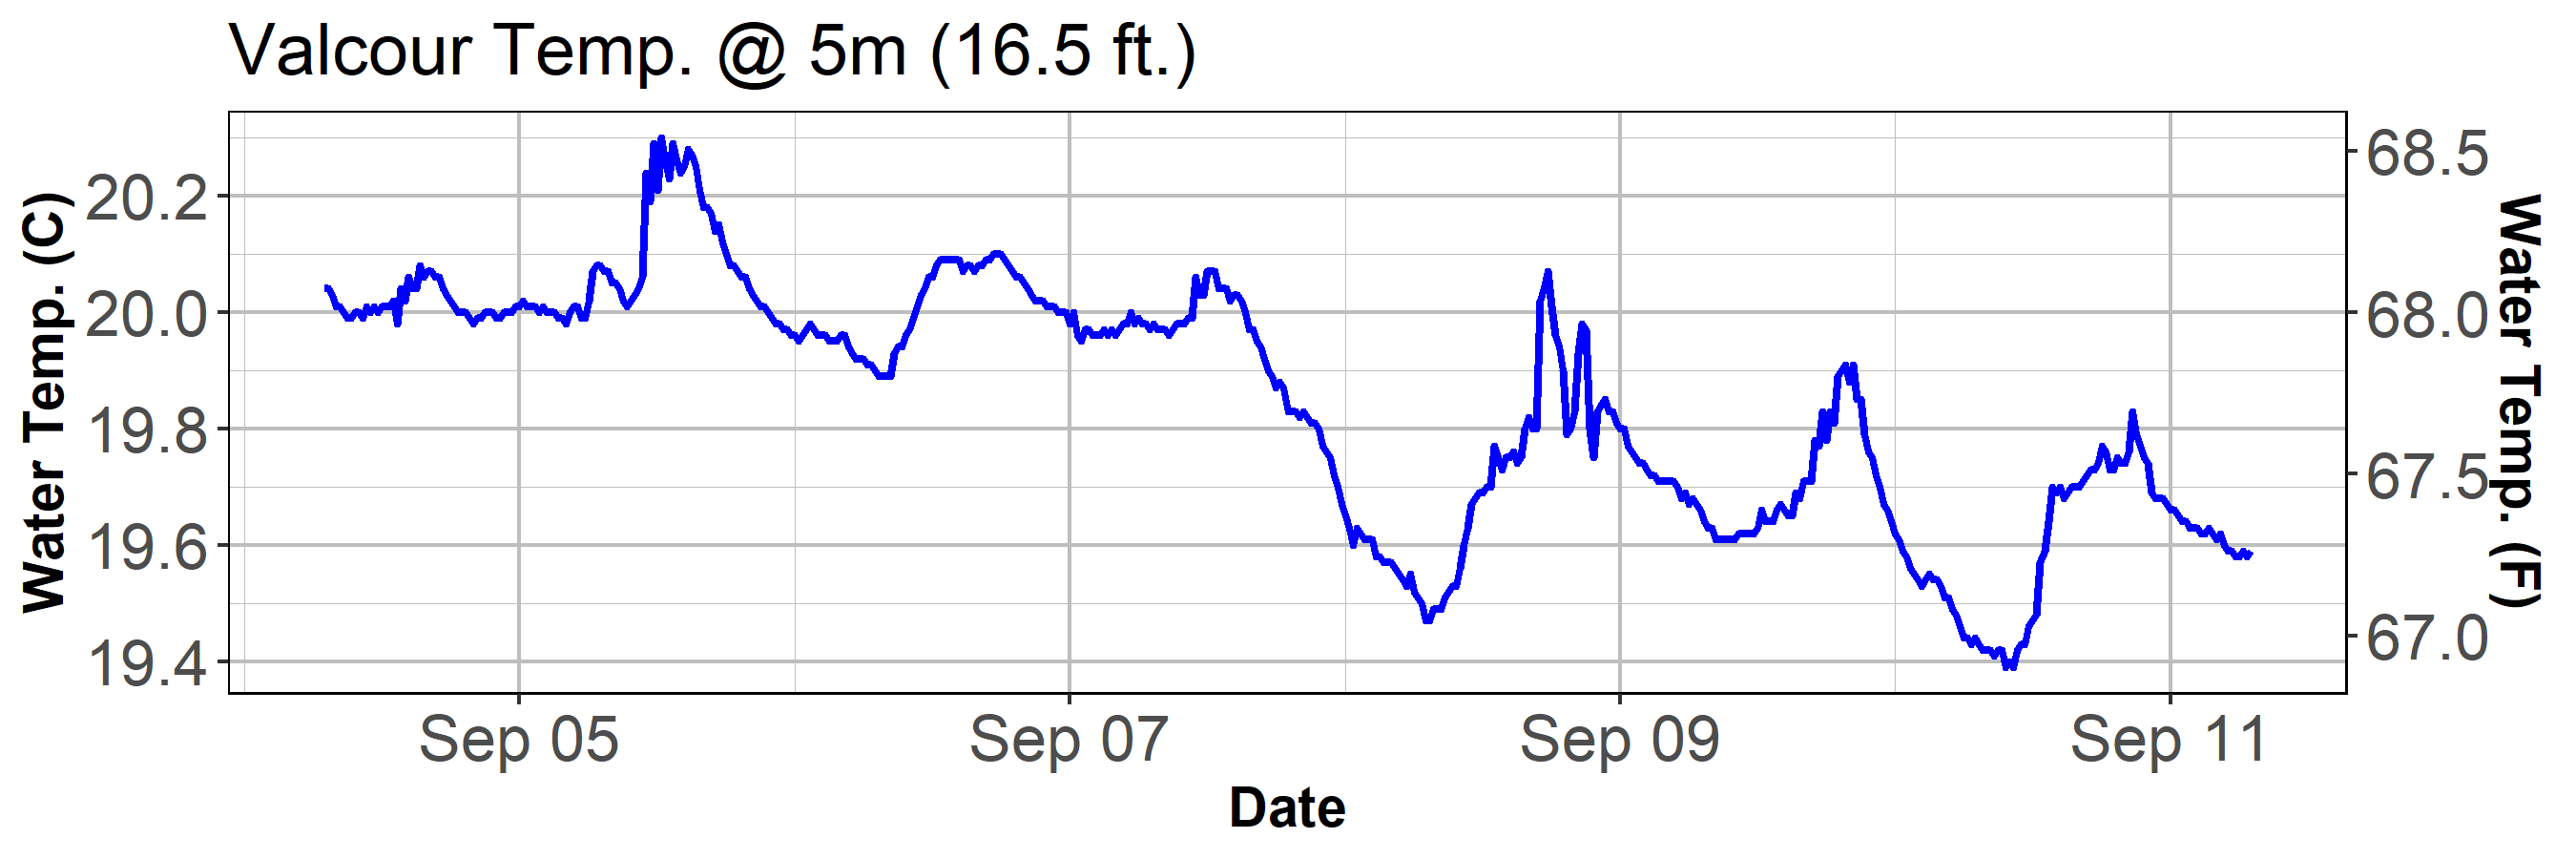 Valcour Temp. @ 5m (16.5 ft.)
Water Temp. (C)
20.2
20.0
19.8
19.6
19.4
68.5
68.0
67.5
67.0
Water Temp. (F)
Sep 05 Sep 07 Sep 09 Sep 11
Date